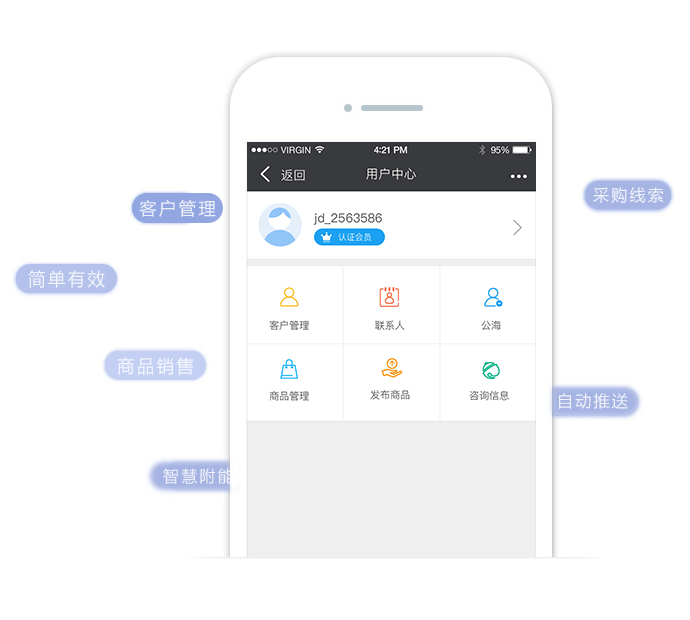 VIRGIN 4:21 PM 95%
返回 用户中心
客户管理
采购线索
jd_2563586
认证会员
简单有效
客户管理 联系人 公海
商品销售
商品管理 发布商品 咨询信息
自动推送
智慧附能